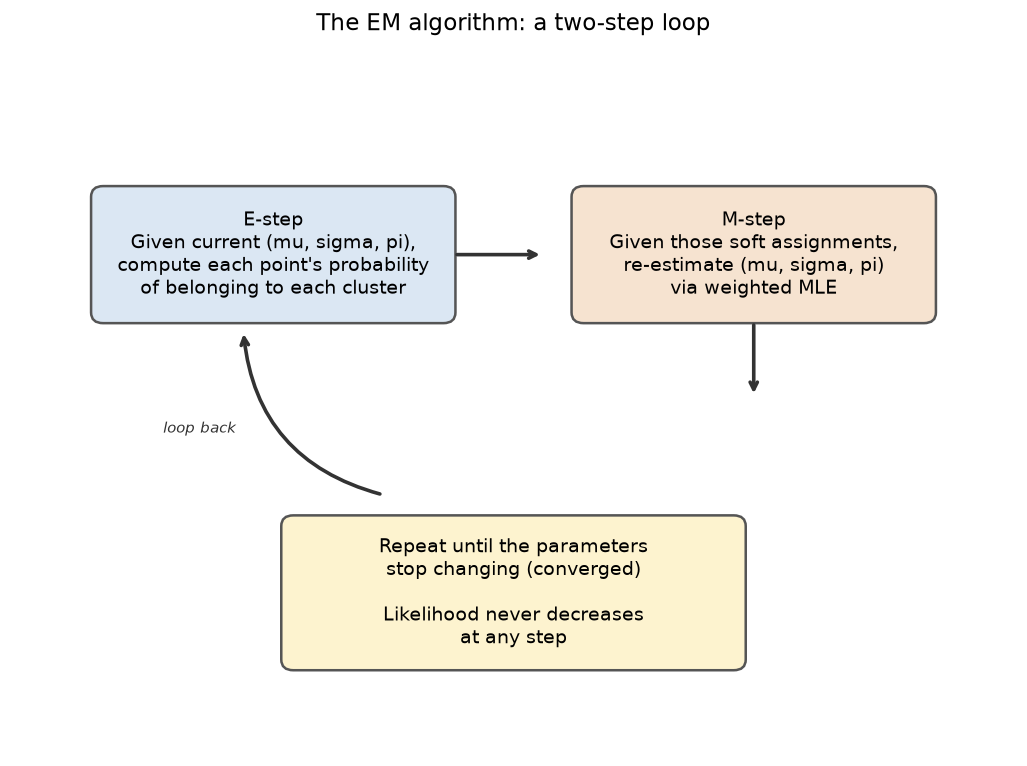 The EM algorithm: a two-step loop
E-step
Given current (mu, sigma, pi),
compute each point's probability
of belonging to each cluster
M-step
Given those soft assignments,
re-estimate (mu, sigma, pi)
via weighted MLE
loop back
Repeat until the parameters
stop changing (converged)
Likelihood never decreases
at any step